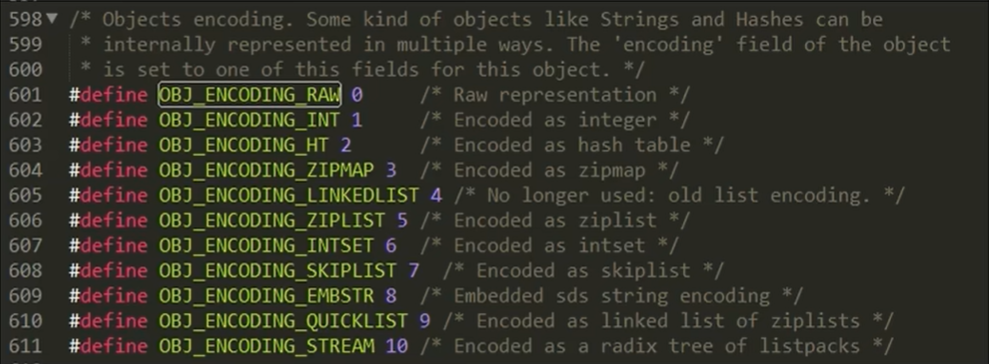 598 /* Objects encoding. Some kind of objects like Strings and Hashes can be
599  * internally represented in multiple ways. The 'encoding' field of the object
600  * is set to one of this fields for this object. */
601 #define OBJ_ENCODING_RAW 0     /* Raw representation */
602 #define OBJ_ENCODING_INT 1     /* Encoded as integer */
603 #define OBJ_ENCODING_HT 2      /* Encoded as hash table */
604 #define OBJ_ENCODING_ZIPMAP 3  /* Encoded as zipmap */
605 #define OBJ_ENCODING_LINKEDLIST 4 /* No longer used: old list encoding. */
606 #define OBJ_ENCODING_ZIPLIST 5 /* Encoded as ziplist */
607 #define OBJ_ENCODING_INTSET 6  /* Encoded as intset */
608 #define OBJ_ENCODING_SKIPLIST 7  /* Encoded as skiplist */
609 #define OBJ_ENCODING_EMBSTR 8  /* Embedded sds string encoding */
610 #define OBJ_ENCODING_QUICKLIST 9 /* Encoded as linked list of ziplists */
611 #define OBJ_ENCODING_STREAM 10 /* Encoded as a radix tree of listpacks */